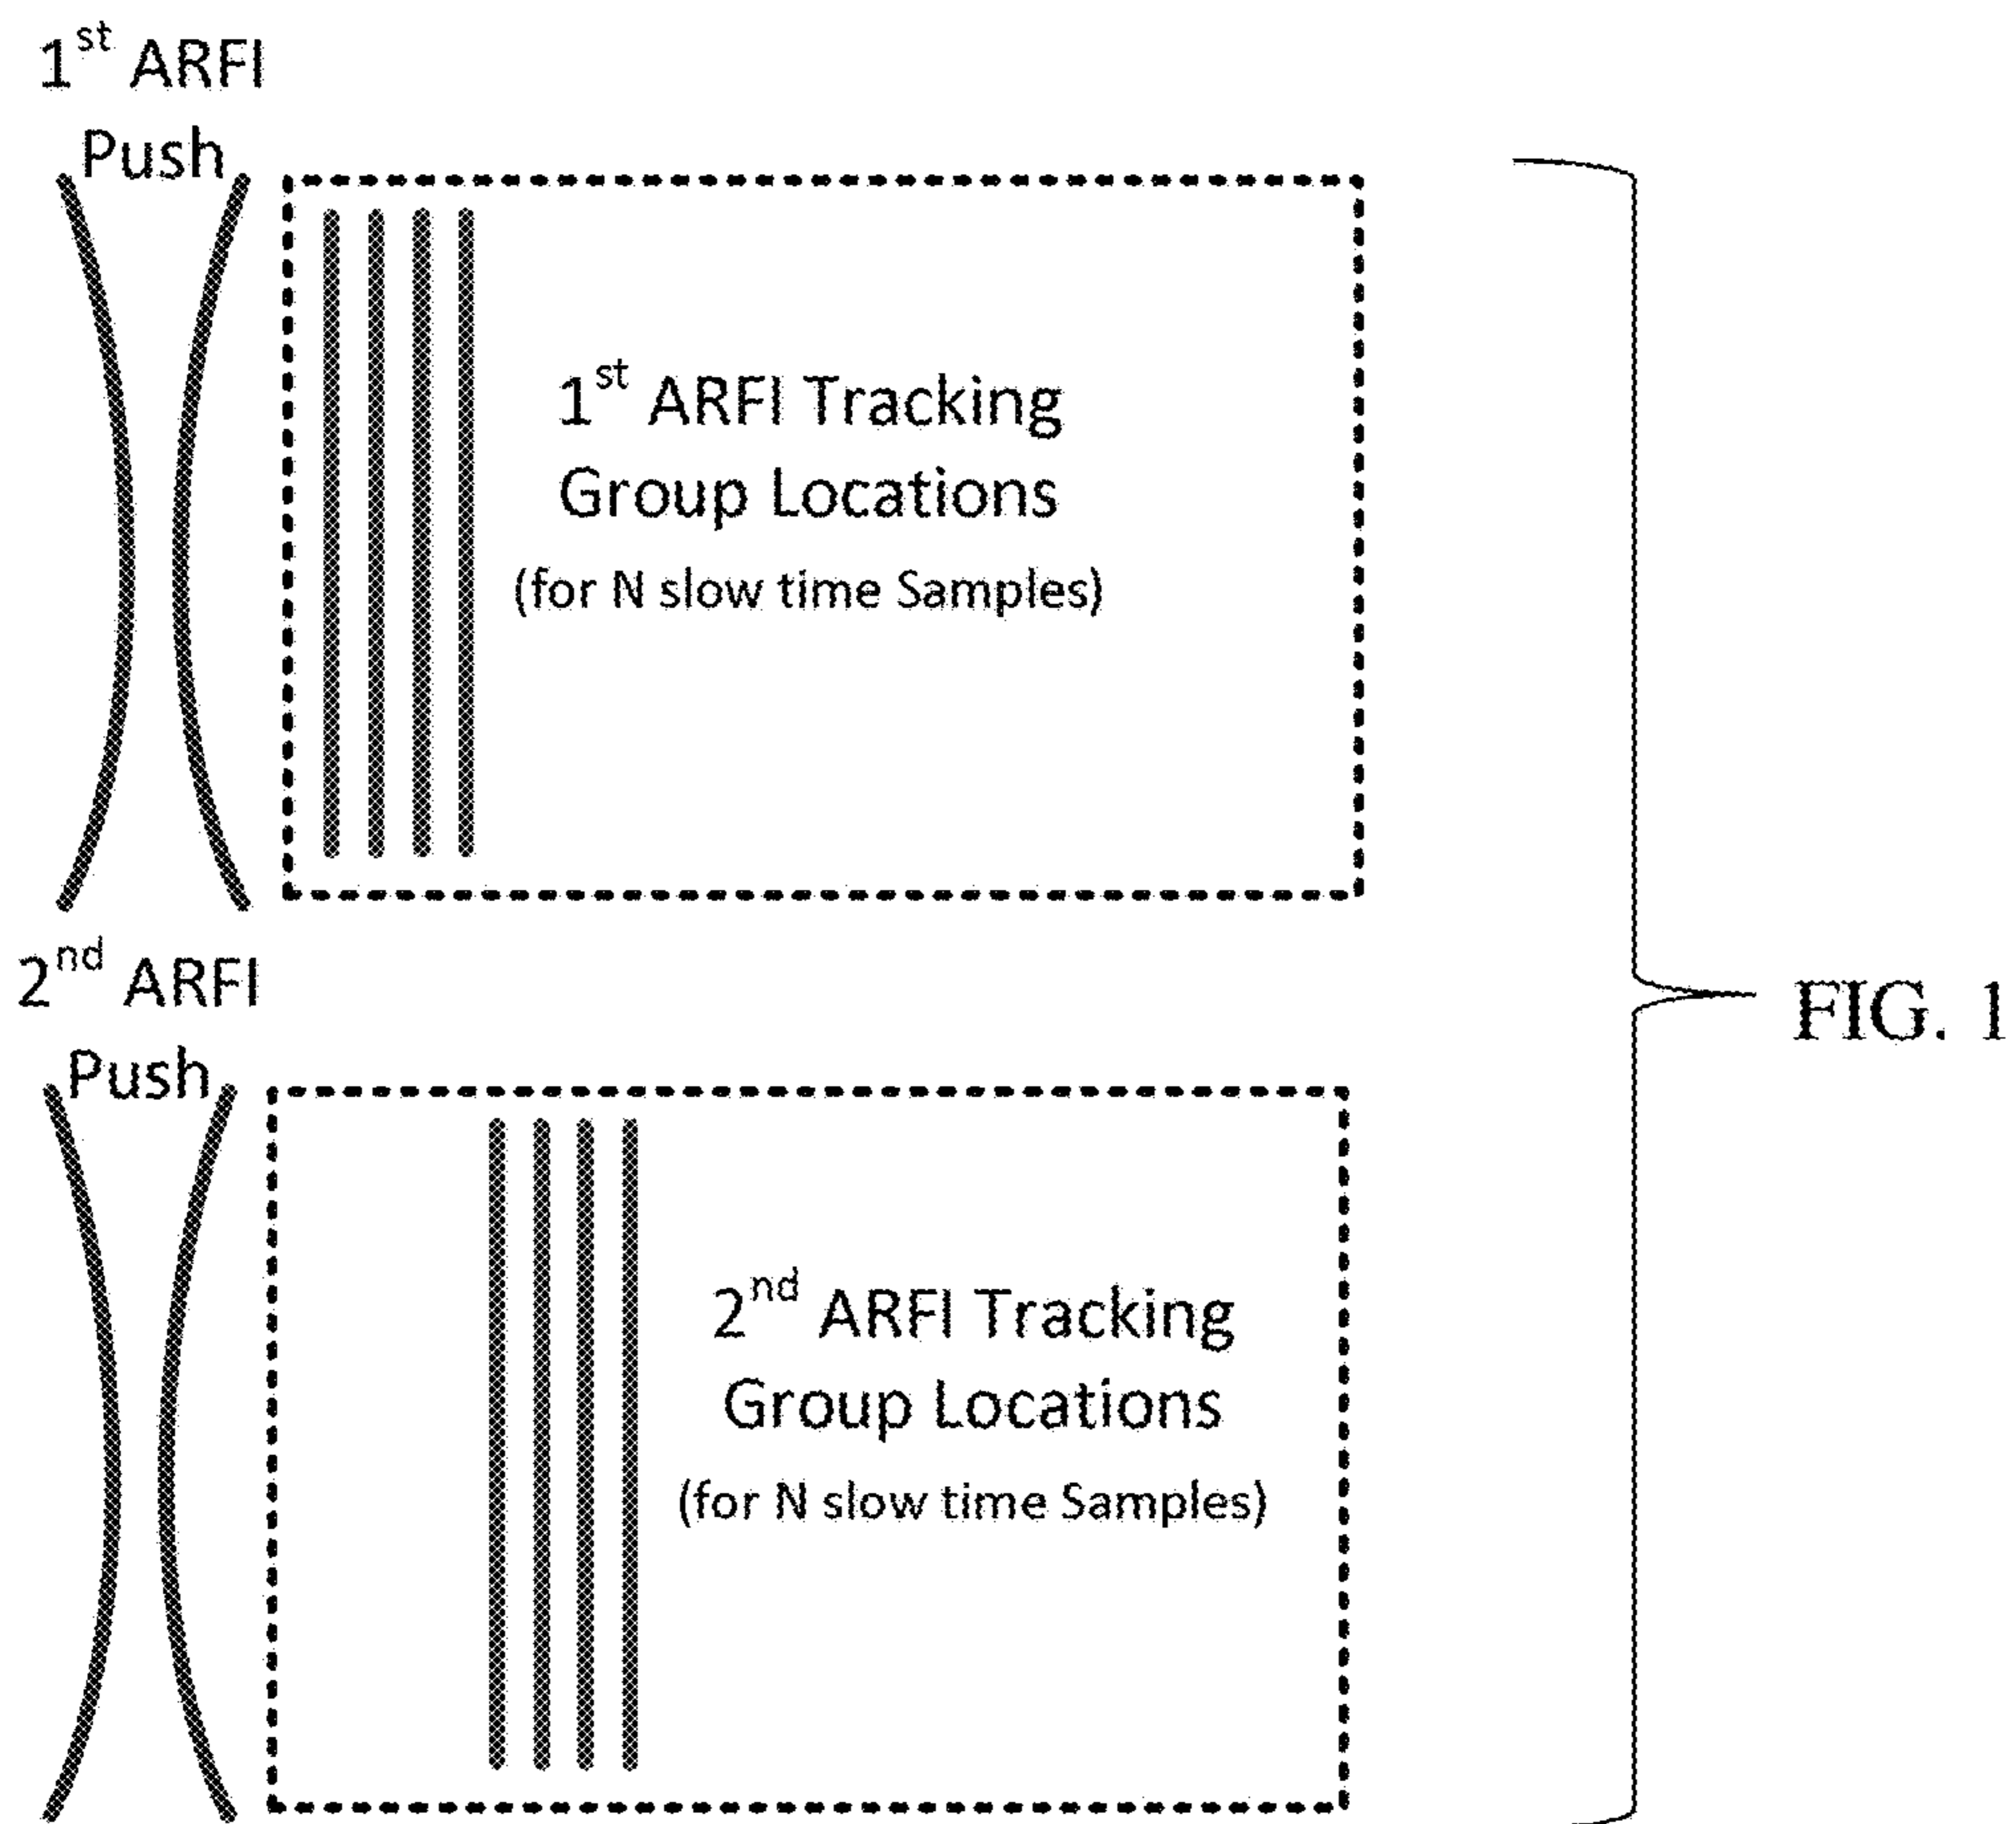 1st ARFI
Push
1st ARFI Tracking
Group Locations
(for N slow time Samples)
2nd ARFI
Push
2nd ARFI Tracking
Group Locations
(for N slow time Samples)
FIG. 1